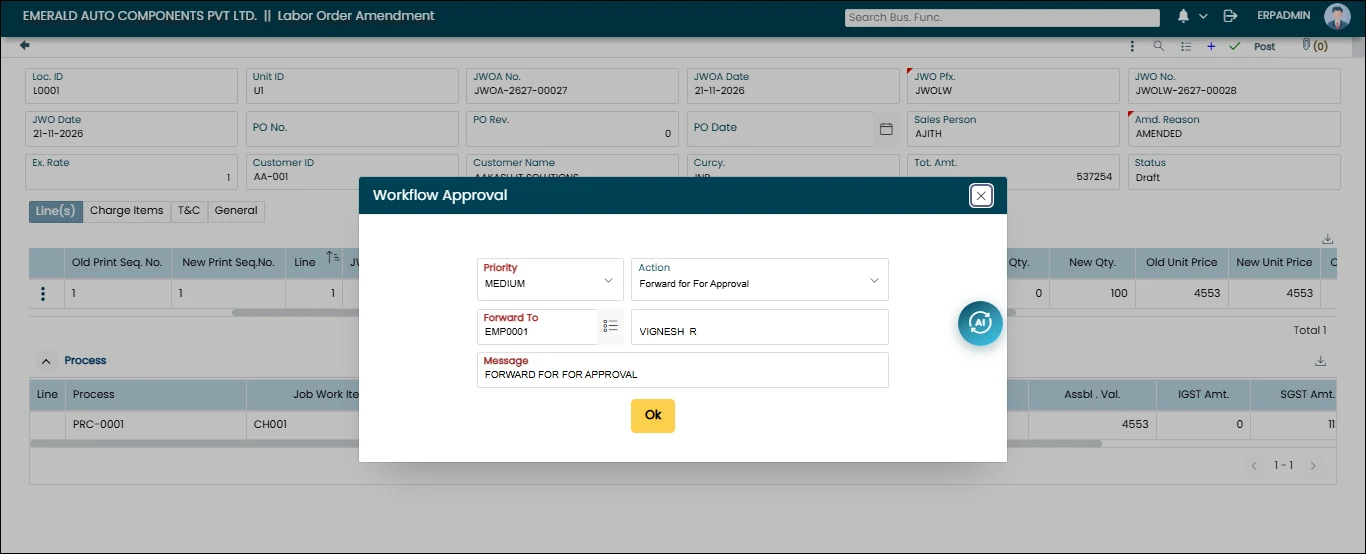 EMERALD AUTO COMPONENTS PVT LTD. || Labor Order Amendment
Search Bus. Func.
ERPADMIN
Post
(0)
Loc. ID
L0001
Unit ID
U1
JWOA No.
JWOA-2627-00027
JWOA Date
21-11-2026
JWO Pfx.
JWOLW
JWO No.
JWOLW-2627-00028
JWO Date
21-11-2026
PO No.
PO Rev.
0
PO Date
Sales Person
AJITH
Amd. Reason
AMENDED
Ex. Rate
1
Customer ID
AA-001
Customer Name
AAKASH IT SOLUTIONS
Curcy.
INR
Tot. Amt.
537254
Status
Draft
Workflow Approval
Line(s)
Charge Items
T&C
General
Old Print Seq. No.
New Print Seq.No.
Line
Qty.
New Qty.
Old Unit Price
New Unit Price
1
1
1
0
100
4553
4553
Priority
MEDIUM
Action
Forward for For Approval
Forward To
EMP0001
VIGNESH R
AI
Message
FORWARD FOR FOR APPROVAL
Ok
Total 1
Process
Line
Process
Job Work Ite
Assbl . Val.
IGST Amt.
SGST Amt.
PRC-0001
CH001
4553
0
1 - 1